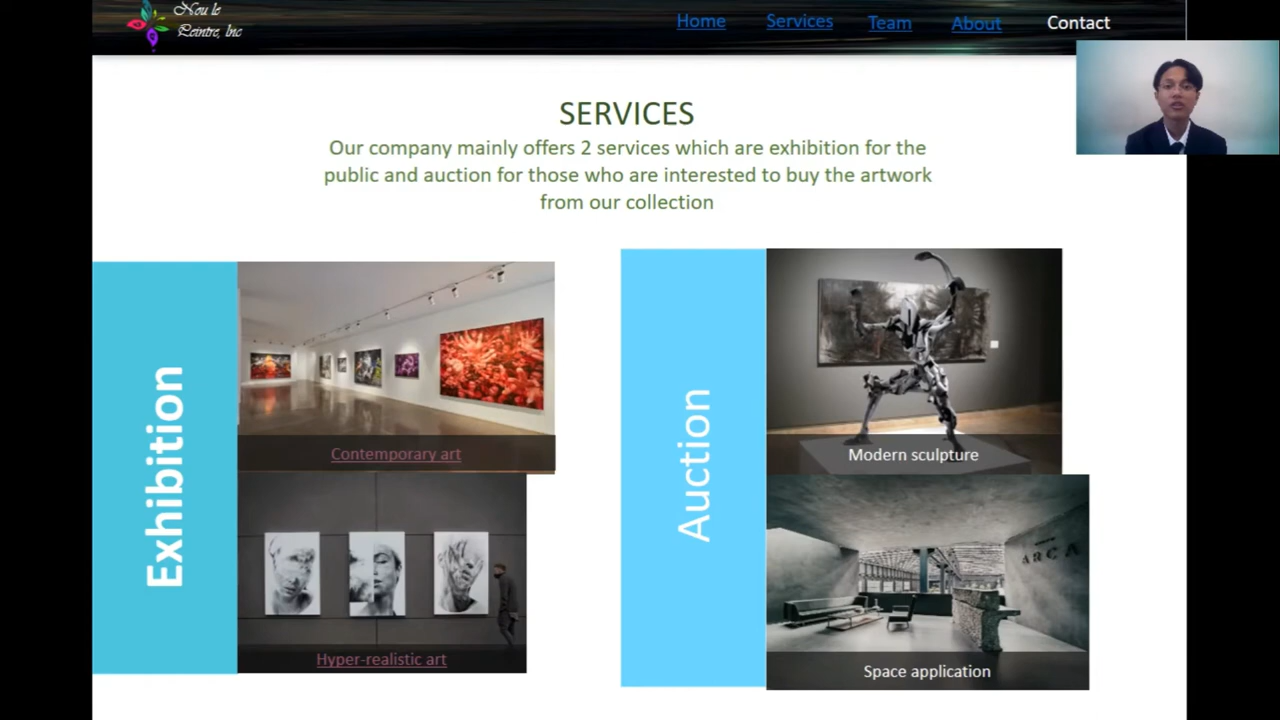 Nou le
Peintre, Inc
Home Services Team About Contact
SERVICES
Our company mainly offers 2 services which are exhibition for the
public and auction for those who are interested to buy the artwork
from our collection
Exhibition
Contemporary art
Hyper-realistic art
Auction
Modern sculpture
ARCA
Space application